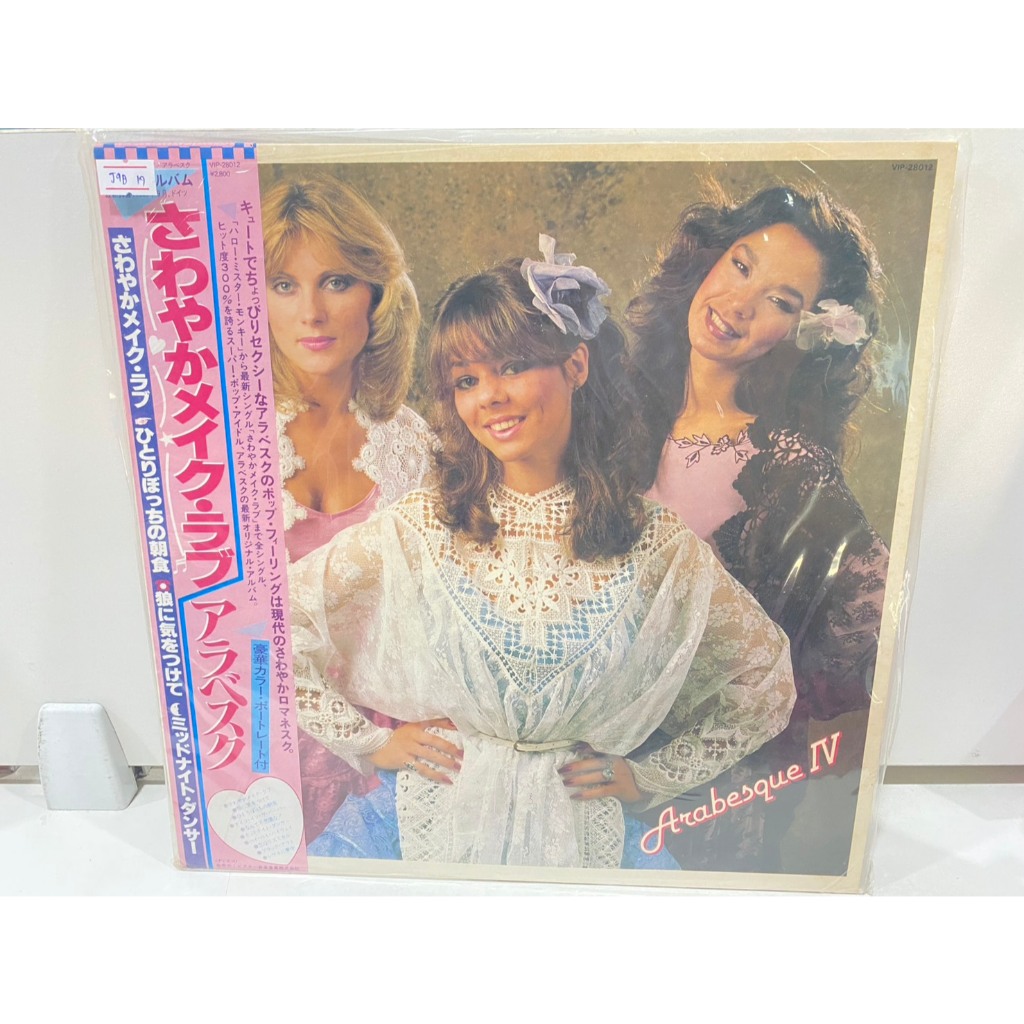 J9B 19
VIP-28012
¥2,800
ルバム
さわやかメイク・ラブ
アラベスク
さわやかメイク・ラブ
ひとりぼっちの朝食
狼に気をつけて
ミッドナイト・ダンサー
キュートでちょっぴりセクシーなアラベスクのポップ・フィーリングは現代のさわやかロマネスク。
「ハロー・ミスター・モンキー」から最新シングル「さわやかメイク・ラブ」まで全シングル、
ヒット度300%を誇るスーパー・ポップ・アイドル、アラベスクの最新オリジナル・アルバム。
豪華カラー・ポートレート付
VIP-28012
Arabesque IV